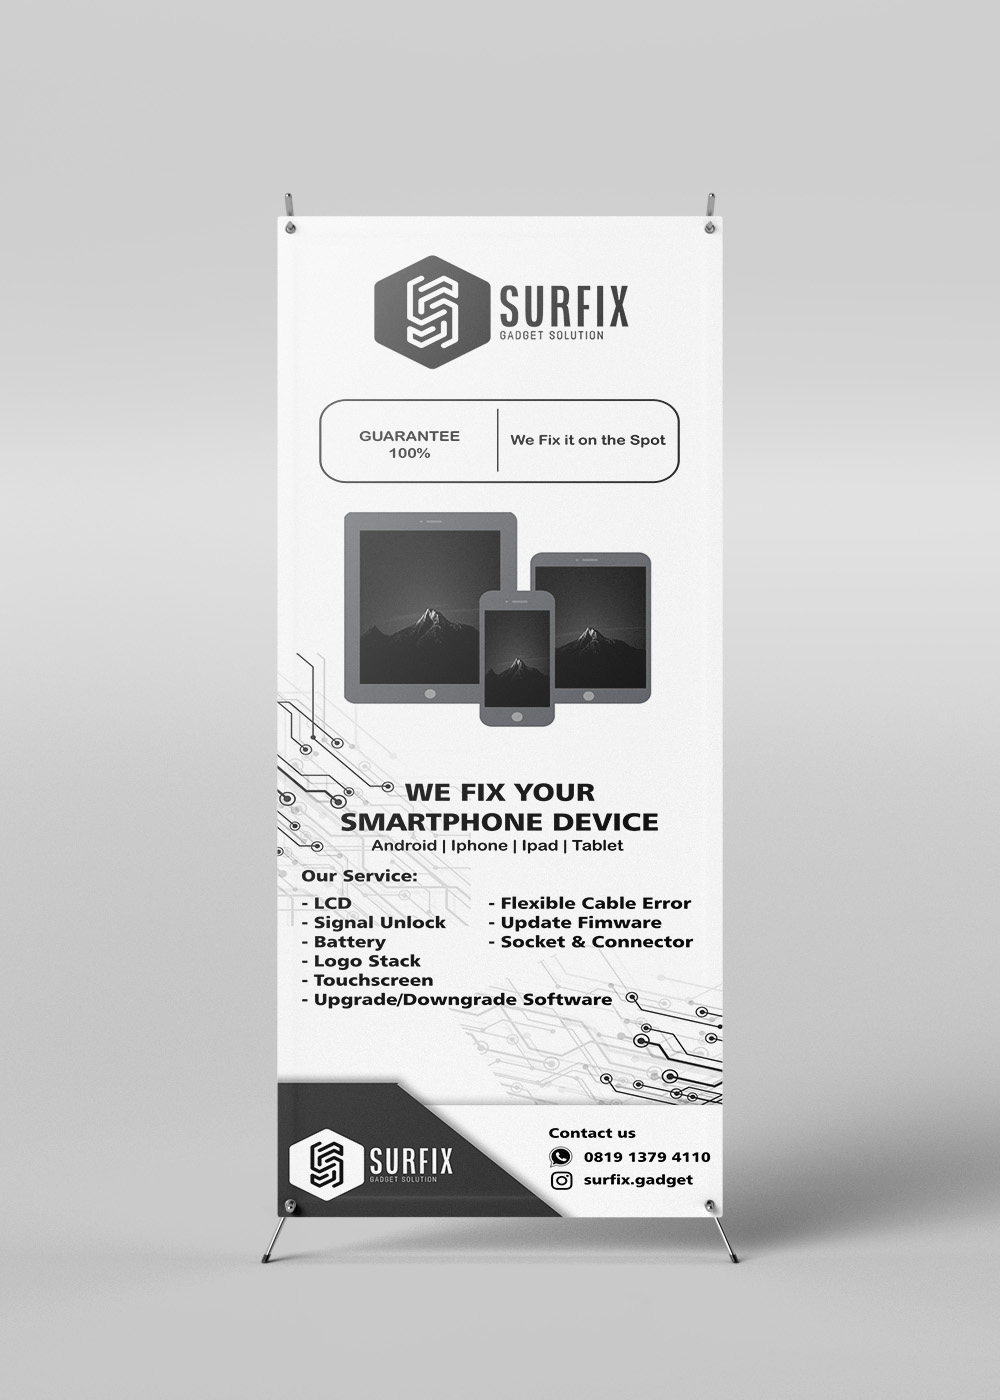 SURFIX
GADGET SOLUTION
GUARANTEE
100%
We Fix it on the Spot
WE FIX YOUR
SMARTPHONE DEVICE
Android | Iphone | Ipad | Tablet
Our Service:
- LCD
- Signal Unlock
- Battery
- Logo Stack
- Touchscreen
- Upgrade/Downgrade Software
- Flexible Cable Error
- Update Fimware
- Socket & Connector
SURFIX
GADGET SOLUTION
Contact us
0819 1379 4110
surfix.gadget